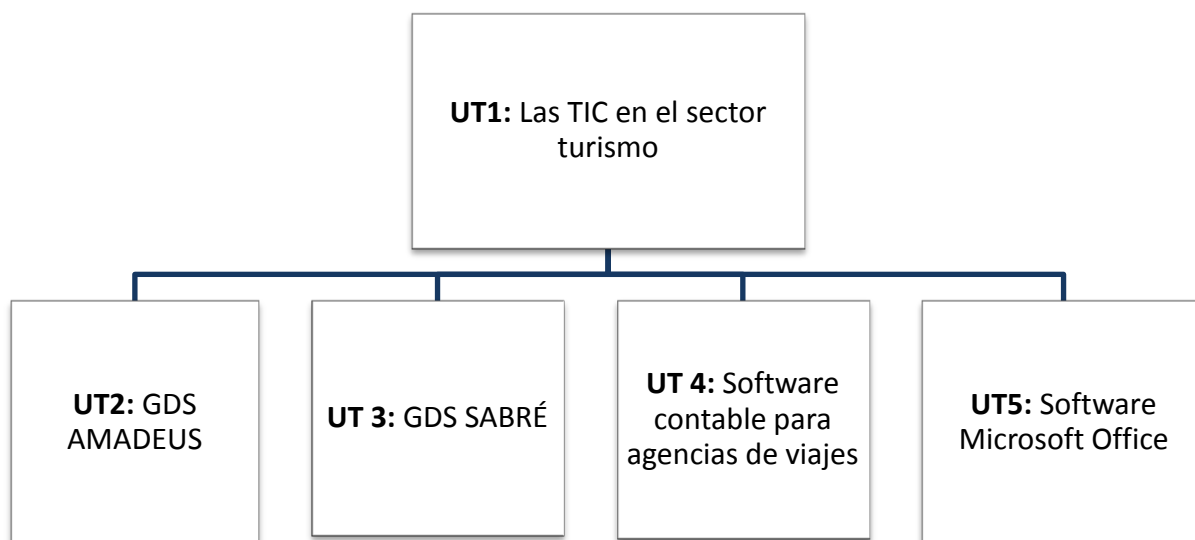 UT1: Las TIC en el sector
turismo
UT2: GDS
AMADEUS
UT 3: GDS SABRÉ
UT 4: Software
contable para
agencias de viajes
UT5: Software
Microsoft Office